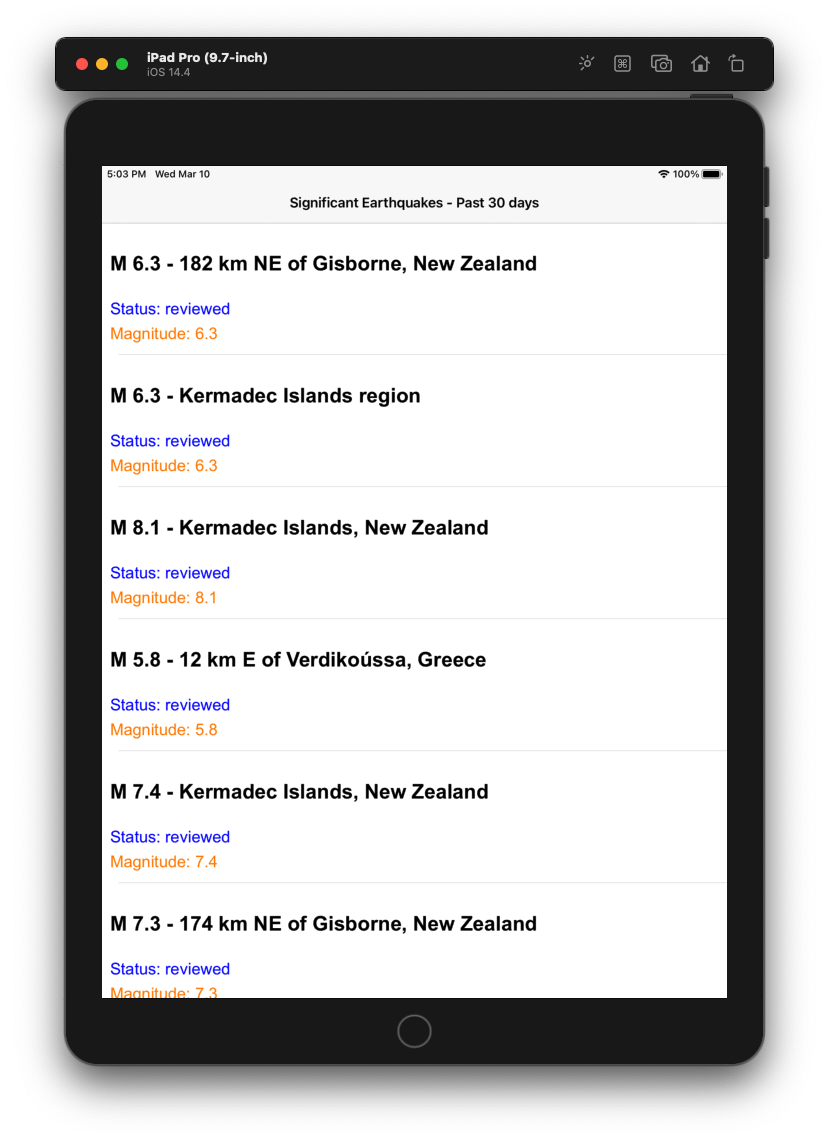 iPad Pro (9.7-inch)
iOS 14.4
5:03 PM Wed Mar 10 100%
Significant Earthquakes - Past 30 days
M 6.3 - 182 km NE of Gisborne, New Zealand
Status: reviewed
Magnitude: 6.3
M 6.3 - Kermadec Islands region
Status: reviewed
Magnitude: 6.3
M 8.1 - Kermadec Islands, New Zealand
Status: reviewed
Magnitude: 8.1
M 5.8 - 12 km E of Verdikoússa, Greece
Status: reviewed
Magnitude: 5.8
M 7.4 - Kermadec Islands, New Zealand
Status: reviewed
Magnitude: 7.4
M 7.3 - 174 km NE of Gisborne, New Zealand
Status: reviewed
Magnitude: 7.3